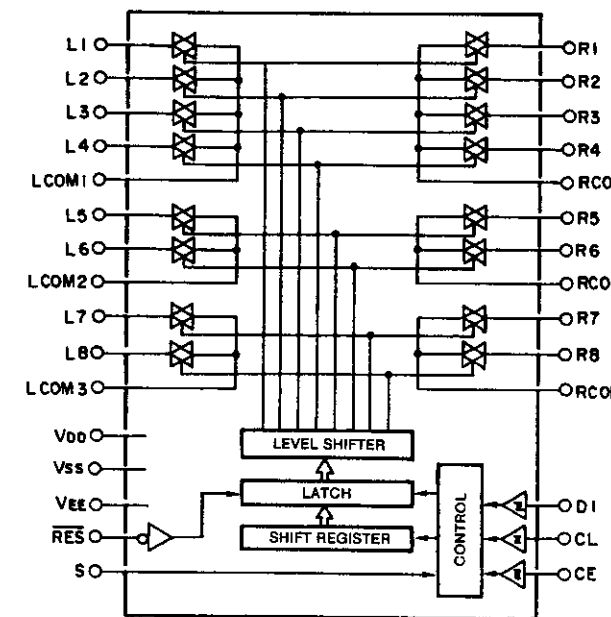 L1
R1
L2
R2
L3
R3
L4
R4
LCOM1
RCO
L5
R5
L6
R6
LCOM2
RCO
L7
R7
L8
R8
LCOM3
RCO
VDD
LEVEL SHIFTER
VSS
LATCH
VEE
DI
RES
SHIFT REGISTER
CONTROL
CL
S
CE